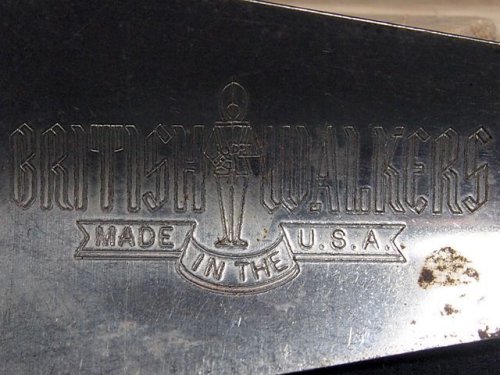 BRITISH WALKERS
MADE IN THE U.S.A.